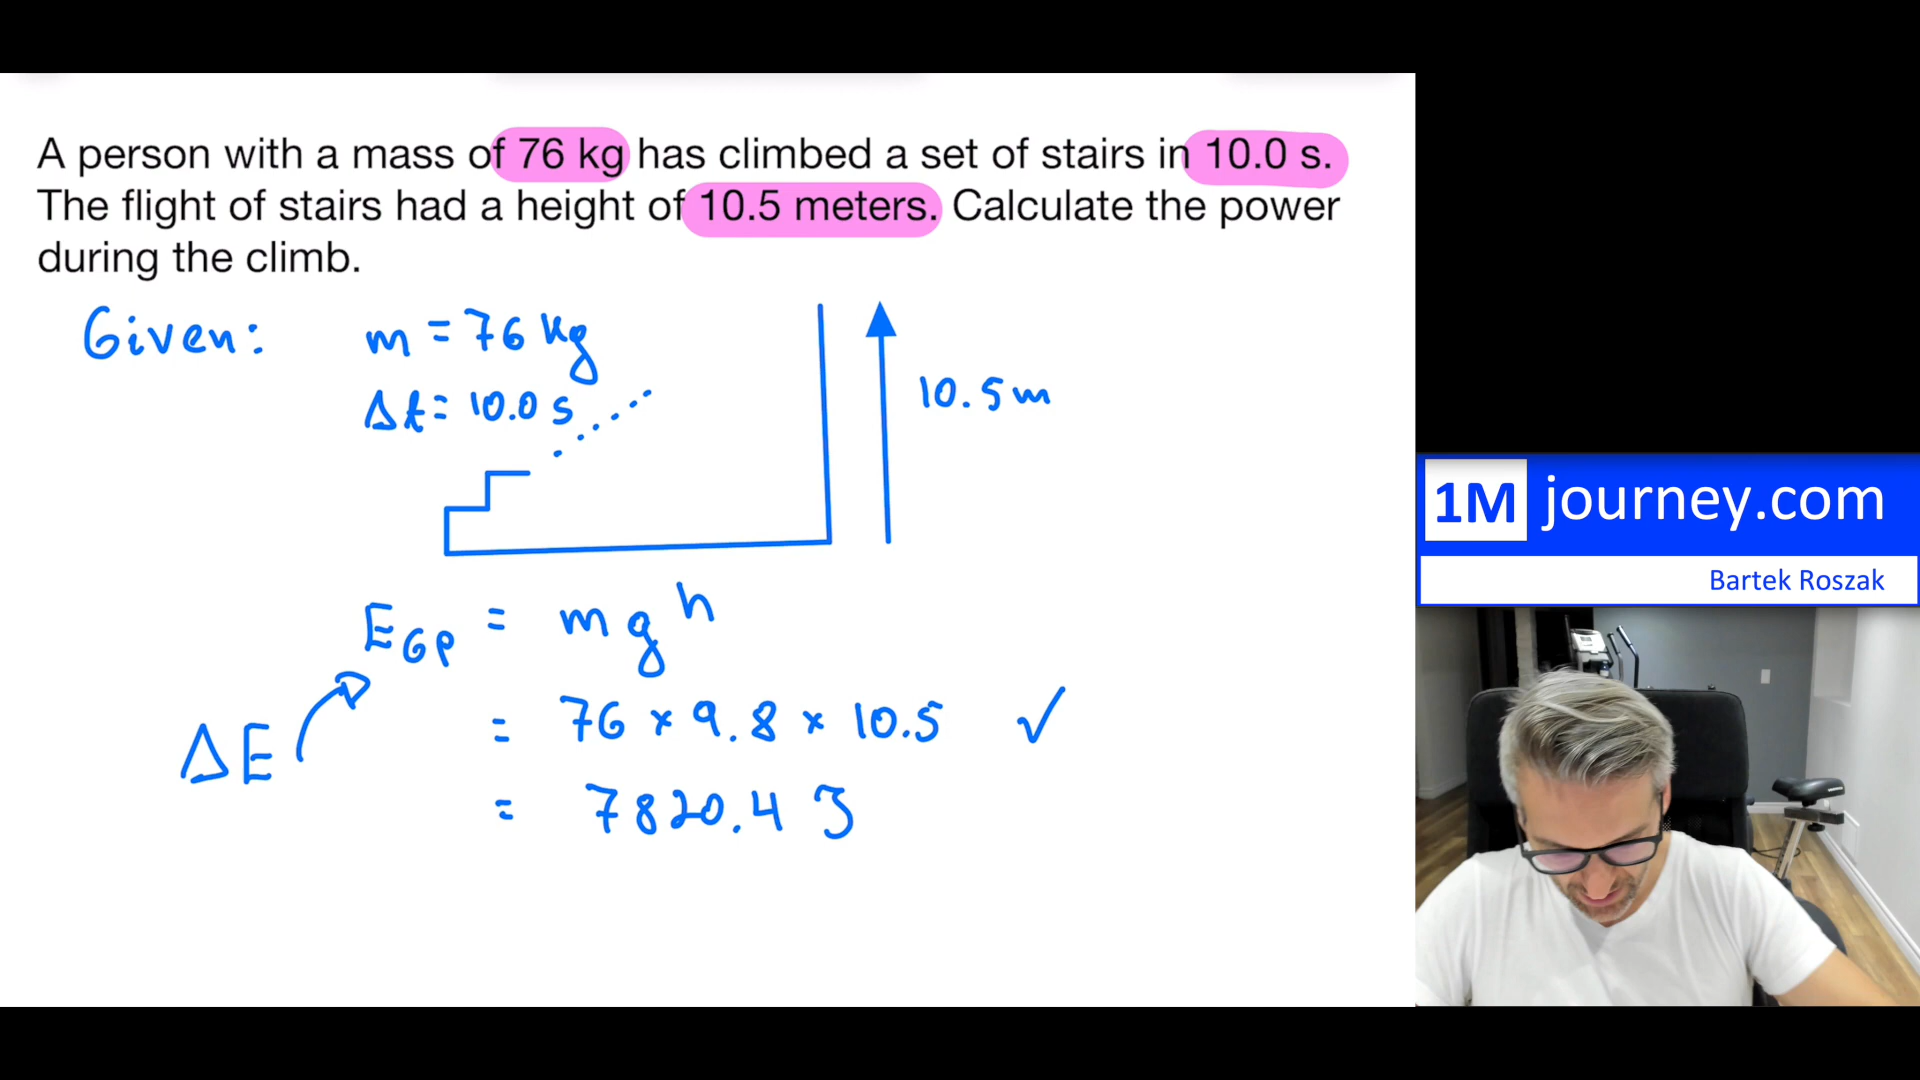 A person with a mass of 76 kg has climbed a set of stairs in 10.0 s.
The flight of stairs had a height of 10.5 meters. Calculate the power
during the climb.
Given: m = 76 kg
Δt = 10.0 s
10.5 m
E GP = m g h
= 76 × 9.8 × 10.5 ✓
ΔE
= 7820.4 J
1M journey.com
Bartek Roszak